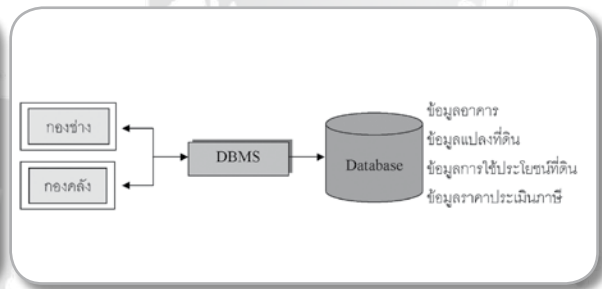 กองช่าง
กองคลัง
DBMS
Database
ข้อมูลอาคาร
ข้อมูลแปลงที่ดิน
ข้อมูลการใช้ประโยชน์ที่ดิน
ข้อมูลราคาประเมินภาษี